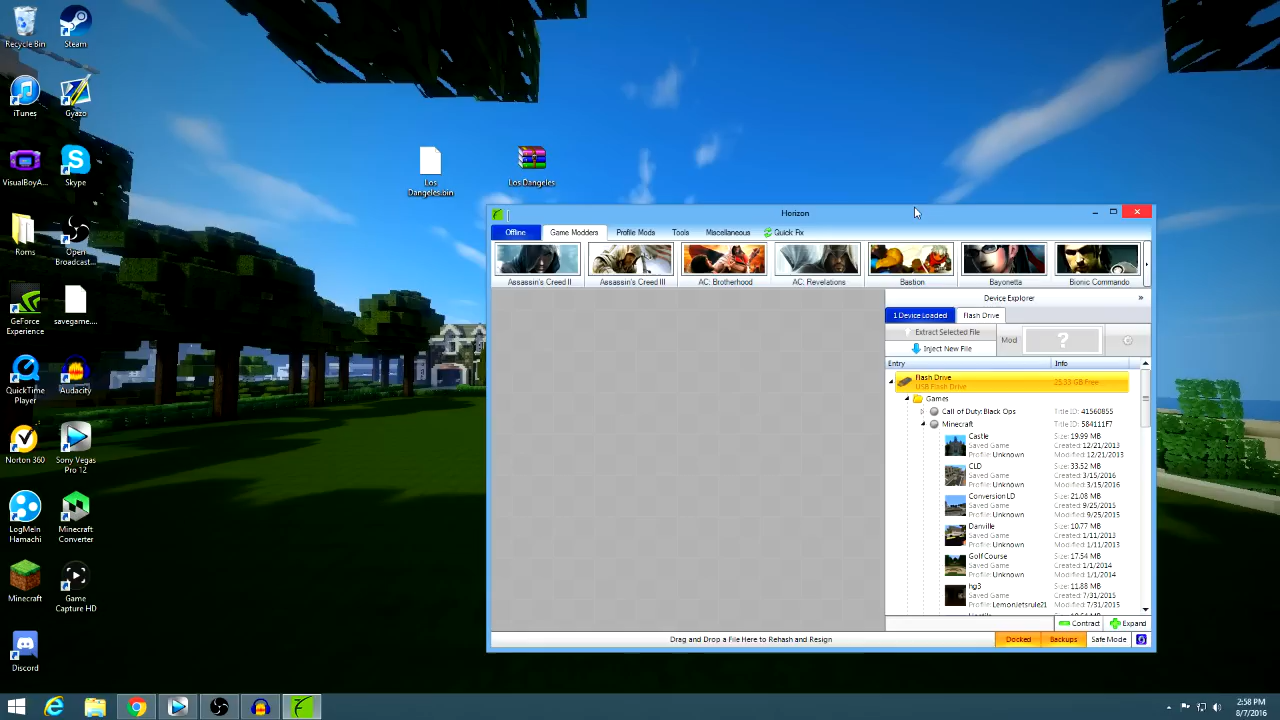 Recycle Bin
Steam
iTunes
Gyazo
VisualBoyA...
Skype
Roms
Open
Broadcast...
GeForce
Experience
savegame....
QuickTime
Player
Audacity
Norton 360
Sony Vegas
Pro 12
LogMeIn
Hamachi
Minecraft
Converter
Minecraft
Game
Capture HD
Discord
Los
Dangeles.bin
Los Dangeles
Horizon
Offline
Game Modders
Profile Mods
Tools
Miscellaneous
Quick Fix
Assassin's Creed II
Assassin's Creed III
AC: Brotherhood
AC: Revelations
Bastion
Bayonetta
Bionic Commando
Device Explorer
»
1 Device Loaded
Flash Drive
Extract Selected File
Inject New File
Mod
?
Entry
Info
Flash Drive
USB Flash Drive
25.33 GB Free
Games
Call of Duty: Black Ops
Title ID: 41560855
Minecraft
Title ID: 584111F7
Castle
Saved Game
Profile: Unknown
Size: 19.99 MB
Created: 12/21/2013
Modified: 12/21/2013
CLD
Saved Game
Profile: Unknown
Size: 33.52 MB
Created: 3/15/2016
Modified: 3/15/2016
Conversion LD
Saved Game
Profile: Unknown
Size: 21.08 MB
Created: 9/25/2015
Modified: 9/25/2015
Danville
Saved Game
Profile: Unknown
Size: 10.77 MB
Created: 1/11/2013
Modified: 1/11/2013
Golf Course
Saved Game
Profile: Unknown
Size: 17.54 MB
Created: 1/1/2014
Modified: 1/1/2014
hg3
Saved Game
Profile: LemonJetsrule21
Size: 11.88 MB
Created: 7/31/2015
Modified: 7/31/2015
Contract
Expand
Drag and Drop a File Here to Rehash and Resign
Docked
Backups
Safe Mode
2:58 PM
8/7/2016